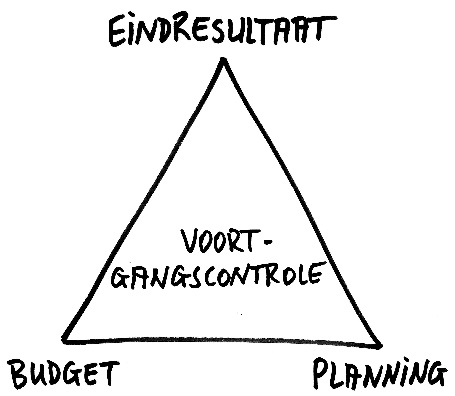 EINDRESULTAAT
VOORT-
GANGSCONTROLE
BUDGET
PLANNING